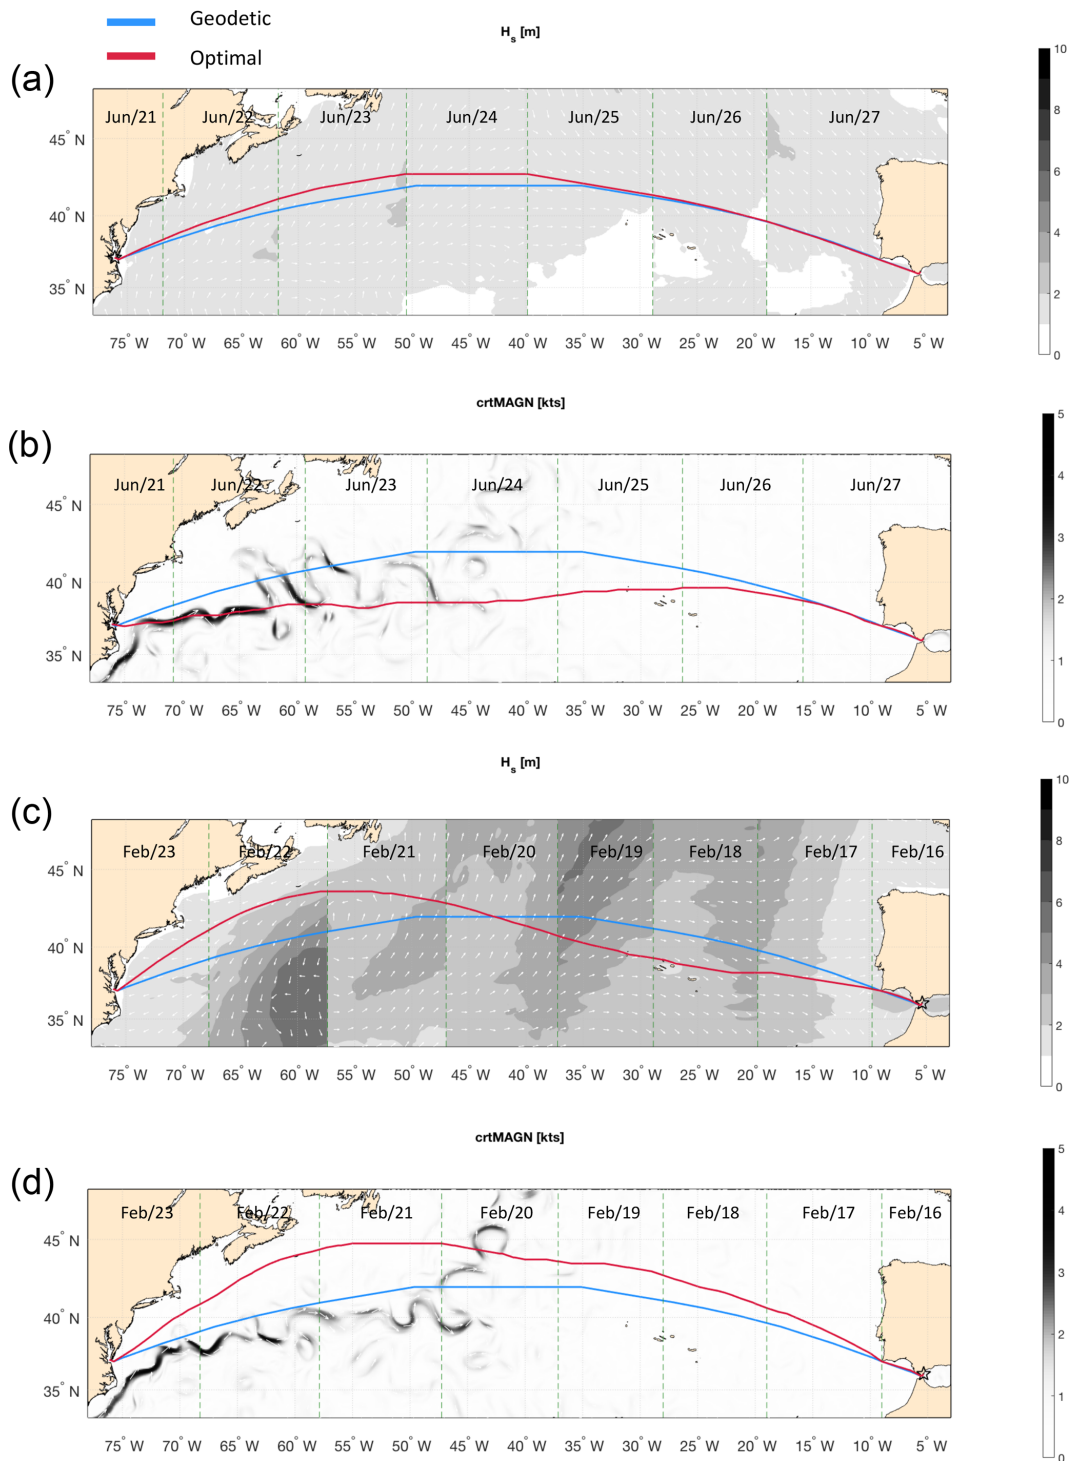 Geodetic
Optimal
(a)
Hs [m]
Jun/21 Jun/22 Jun/23 Jun/24 Jun/25 Jun/26 Jun/27
45° N
40° N
35° N
75° W 70° W 65° W 60° W 55° W 50° W 45° W 40° W 35° W 30° W 25° W 20° W 15° W 10° W 5° W
10
8
6
4
2
0
(b)
crtMAGN [kts]
Jun/21 Jun/22 Jun/23 Jun/24 Jun/25 Jun/26 Jun/27
45° N
40° N
35° N
75° W 70° W 65° W 60° W 55° W 50° W 45° W 40° W 35° W 30° W 25° W 20° W 15° W 10° W 5° W
5
4
3
2
1
0
(c)
Hs [m]
Feb/23 Feb/22 Feb/21 Feb/20 Feb/19 Feb/18 Feb/17 Feb/16
45° N
40° N
35° N
75° W 70° W 65° W 60° W 55° W 50° W 45° W 40° W 35° W 30° W 25° W 20° W 15° W 10° W 5° W
10
8
6
4
2
0
(d)
crtMAGN [kts]
Feb/23 Feb/22 Feb/21 Feb/20 Feb/19 Feb/18 Feb/17 Feb/16
45° N
40° N
35° N
75° W 70° W 65° W 60° W 55° W 50° W 45° W 40° W 35° W 30° W 25° W 20° W 15° W 10° W 5° W
5
4
3
2
1
0